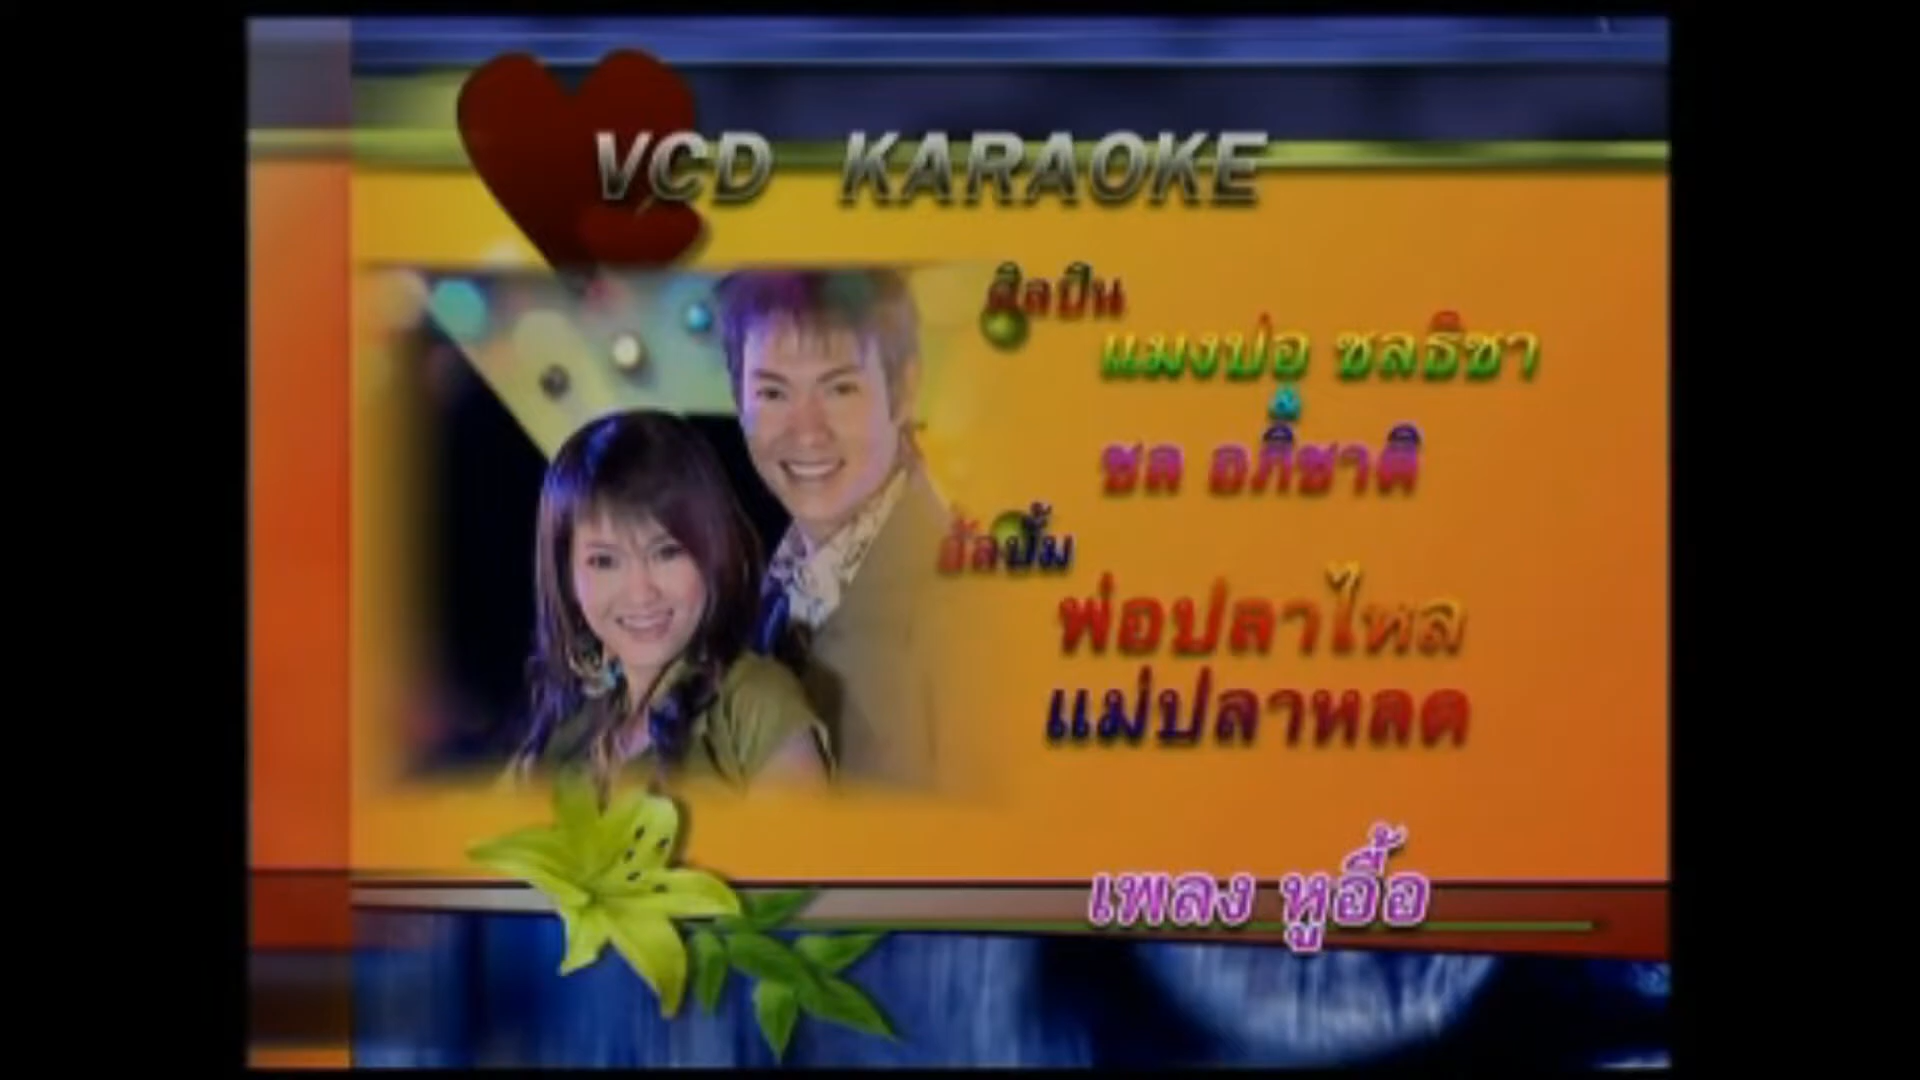 VCD KARAOKE
ศิลปิน
แมงปอ ชลธิชา
&
ชล อภิชาติ
อัลบั้ม
พ่อปลาไหล
แม่ปลาหลด
เพลง หูอื้อ